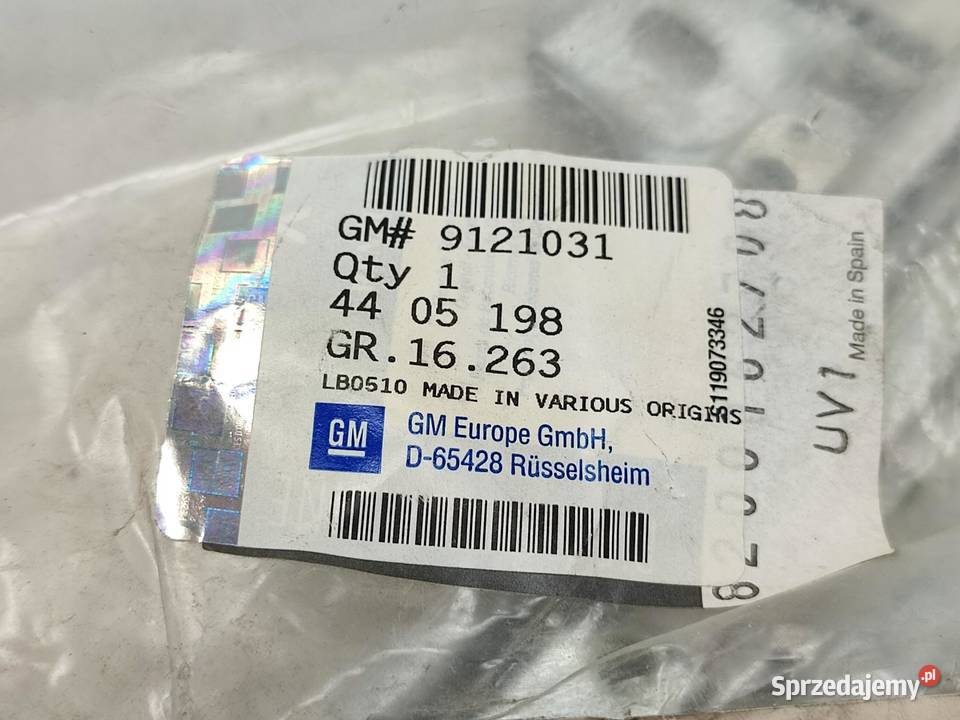 GM# 9121031
Qty 1
44 05 198
GR.16.263
LB0510 MADE IN VARIOUS ORIGINS
GM
GM Europe GmbH,
D-65428 Rüsselsheim
S119073346
UV1
Made in Spain
Sprzedajemy.pl